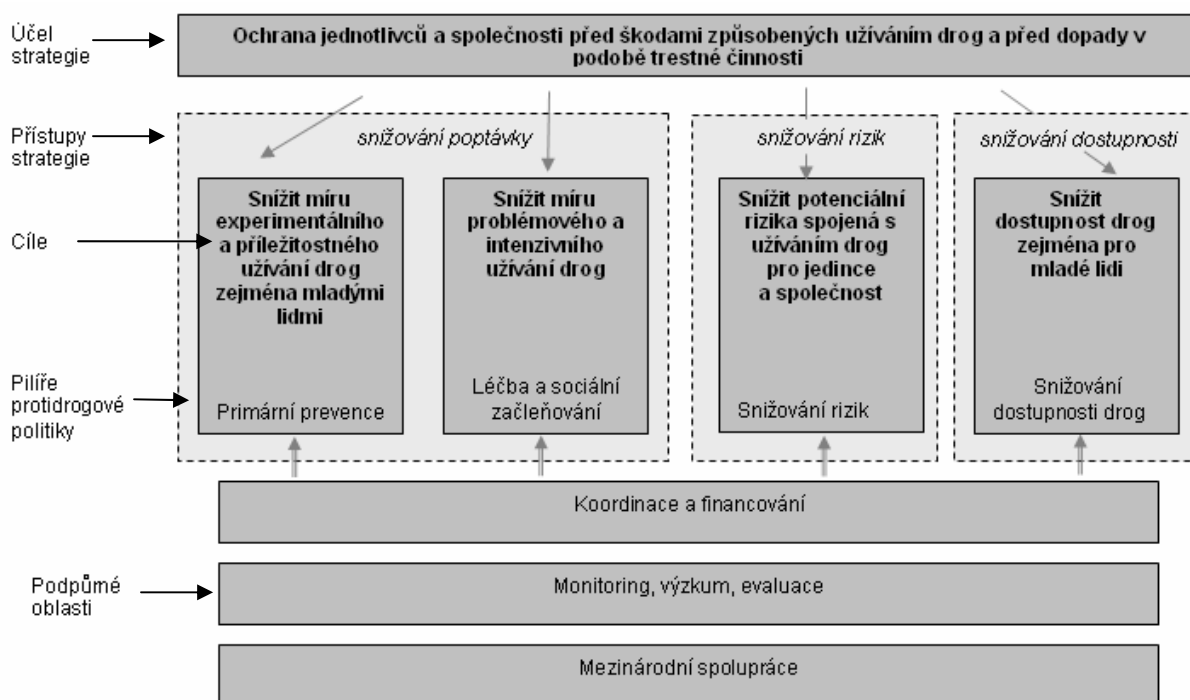 Účel
strategie
Ochrana jednotlivců a společnosti před škodami způsobených užíváním drog a před dopady v
podobě trestné činnosti
Přístupy
strategie
snižování poptávky
snižování rizik
snižování dostupnosti
Cíle
Snížit míru
experimentálního
a příležitostného
užívání drog
zejména mladými
lidmi
Snížit míru
problémového a
intenzivního
užívání drog
Snížit potenciální
rizika spojená s
užíváním drog
pro jedince
a společnost
Snížit
dostupnost drog
zejména pro
mladé lidi
Pilíře
protidrogové
politiky
Primární prevence
Léčba a sociální
začleňování
Snižování rizik
Snižování
dostupnosti drog
Koordinace a financování
Podpůrné
oblasti
Monitoring, výzkum, evaluace
Mezinárodní spolupráce